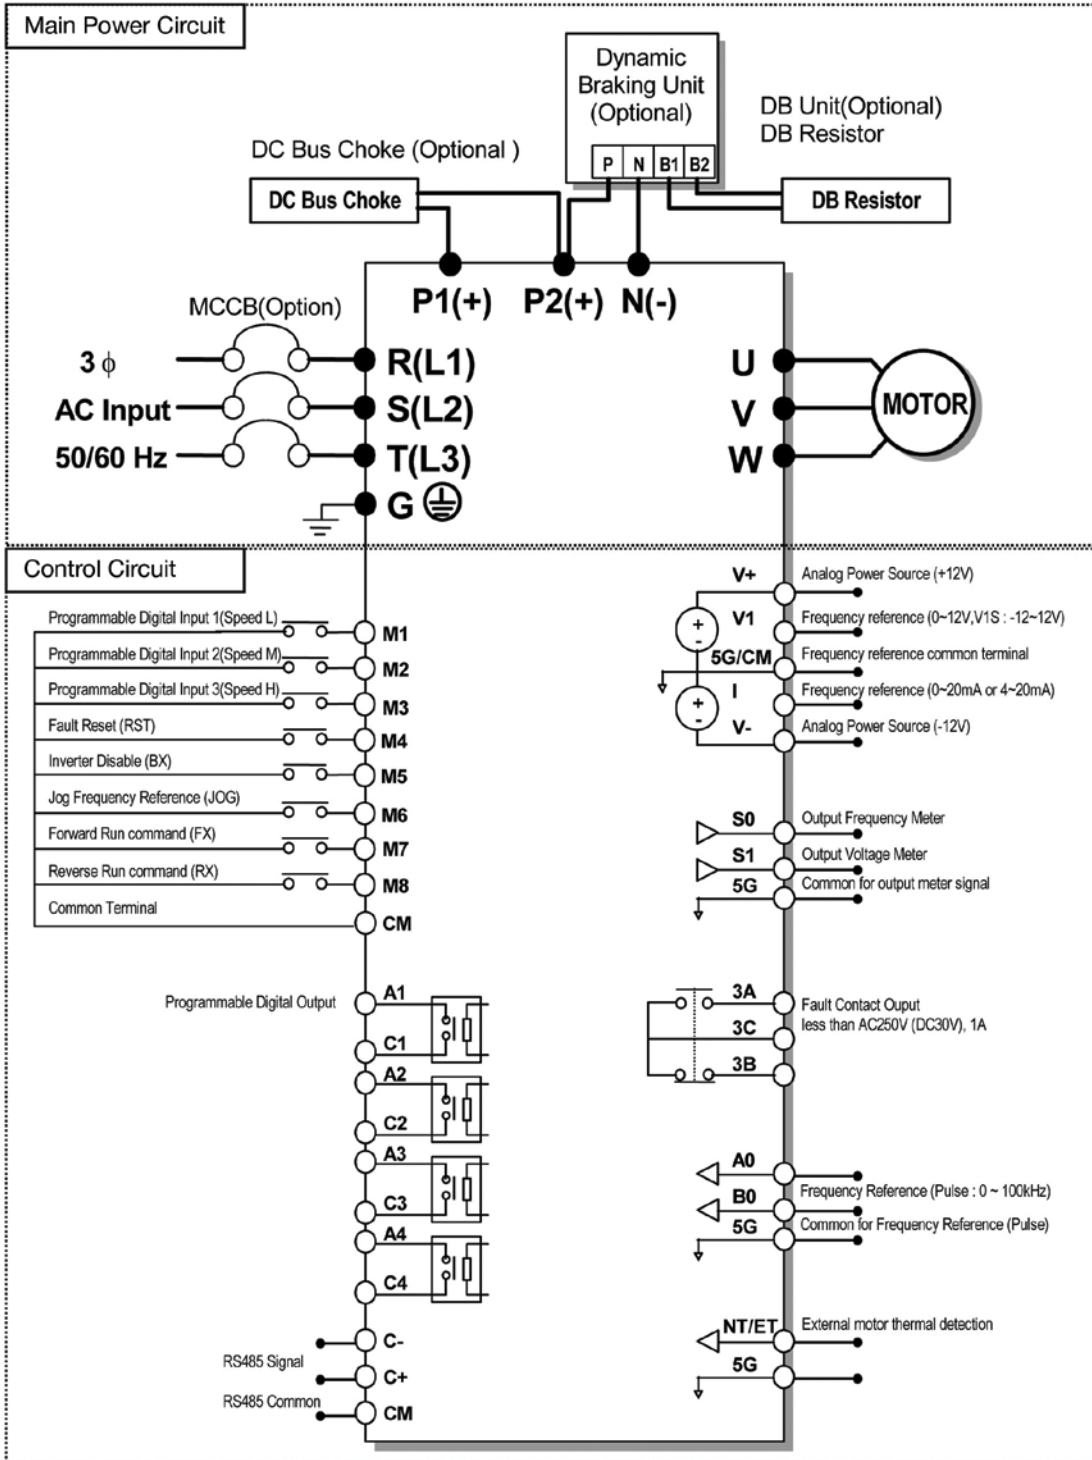 Main Power Circuit
Dynamic
Braking Unit
(Optional)
P N B1 B2
DB Unit(Optional)
DB Resistor
DC Bus Choke (Optional )
DC Bus Choke
DB Resistor
P1(+) P2(+) N(-)
MCCB(Option)
3 ϕ
AC Input
50/60 Hz
R(L1)
S(L2)
T(L3)
G
U
V
W
MOTOR
Control Circuit
Programmable Digital Input 1(Speed L)
M1
Programmable Digital Input 2(Speed M)
M2
Programmable Digital Input 3(Speed H)
M3
Fault Reset (RST)
M4
Inverter Disable (BX)
M5
Jog Frequency Reference (JOG)
M6
Forward Run command (FX)
M7
Reverse Run command (RX)
M8
Common Terminal
CM
V+ Analog Power Source (+12V)
V1 Frequency reference (0~12V,V1S : -12~12V)
5G/CM Frequency reference common terminal
I Frequency reference (0~20mA or 4~20mA)
V- Analog Power Source (-12V)
+
-
+
-
S0 Output Frequency Meter
S1 Output Voltage Meter
5G Common for output meter signal
Programmable Digital Output
A1
C1
A2
C2
A3
C3
A4
C4
3A Fault Contact Ouput
less than AC250V (DC30V), 1A
3C
3B
A0
Frequency Reference (Pulse : 0 ~ 100kHz)
B0
5G Common for Frequency Reference (Pulse)
NT/ET External motor thermal detection
5G
C-
RS485 Signal
C+
RS485 Common
CM